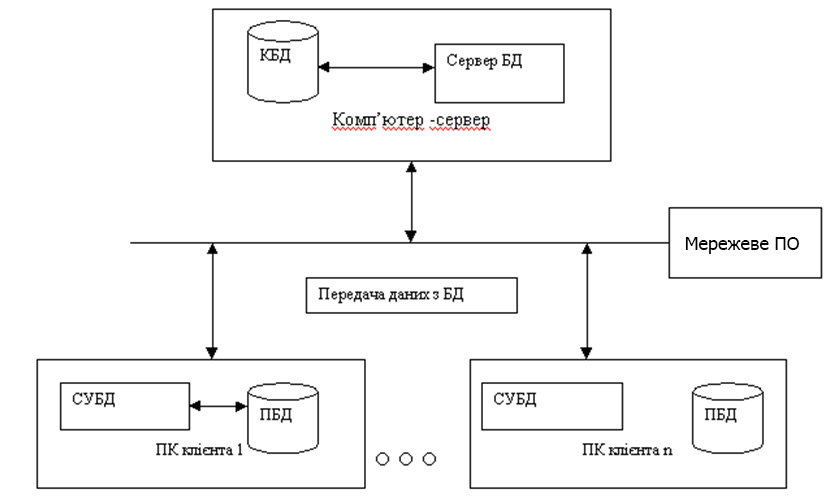 КБД
Сервер БД
Комп’ютер -сервер
Мережеве ПО
Передача даних з БД
СУБД
ПБД
ПК клієнта 1
СУБД
ПБД
ПК клієнта n